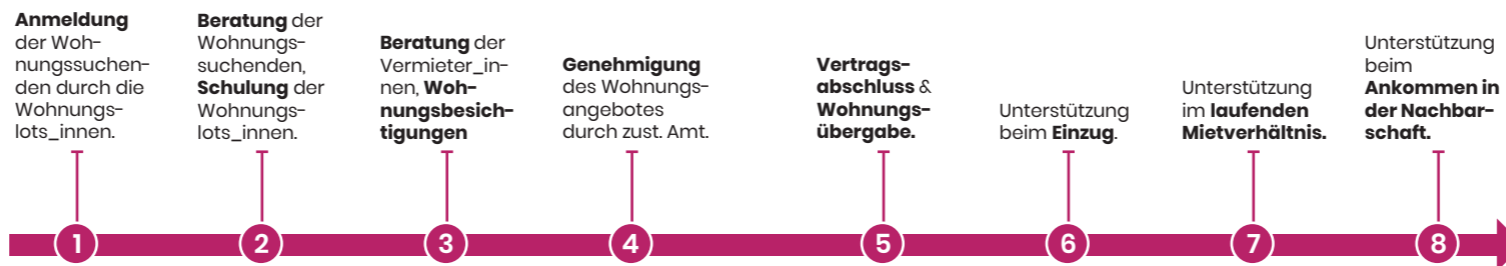 Anmeldung
der Woh-
nungssuchen-
den durch die
Wohnungs-
lots_innen.
Beratung der
Wohnungs-
suchenden,
Schulung der
Wohnungs-
lots_innen.
Beratung der
Vermieter_in-
nen, Woh-
nungsbesich-
tigungen
Genehmigung
des Wohnungs-
angebotes
durch zust. Amt.
Vertrags-
abschluss &
Wohnungs-
übergabe.
Unterstützung
beim Einzug.
Unterstützung
im laufenden
Mietverhältnis.
Unterstützung
beim
Ankommen in
der Nachbar-
schaft.
1 2 3 4 5 6 7 8